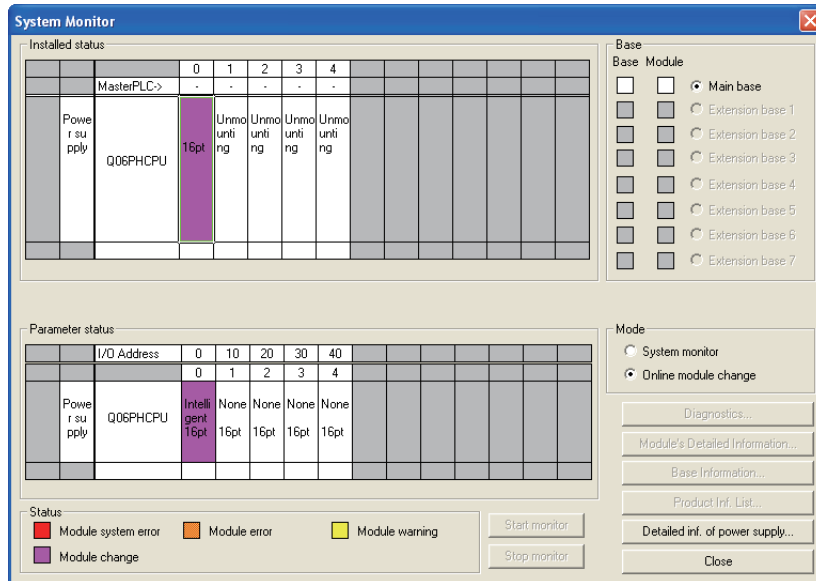 System Monitor
Installed status
0 1 2 3 4
MasterPLC-> - - - - -
Powe
r su
pply
Q06PHCPU
16pt
Unmo
unti
ng
Unmo
unti
ng
Unmo
unti
ng
Unmo
unti
ng
Base
Base Module
Main base
Extension base 1
Extension base 2
Extension base 3
Extension base 4
Extension base 5
Extension base 6
Extension base 7
Parameter status
I/O Address 0 10 20 30 40
0 1 2 3 4
Powe
r su
pply
Q06PHCPU
Intelli
gent
16pt
None
16pt
None
16pt
None
16pt
None
16pt
Mode
System monitor
Online module change
Diagnostics...
Module's Detailed Information...
Base Information...
Product Inf. List...
Detailed inf. of power supply...
Close
Status
Module system error
Module error
Module warning
Module change
Start monitor
Stop monitor